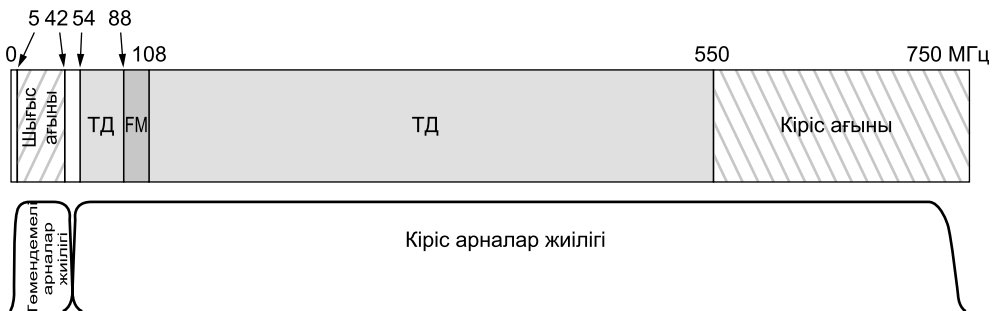 5 42 54 88
0 108 550 750 МГц
Шығыс
ағыны
ТД FM ТД Кіріс ағыны
Төмендемелі
арналар
жиілігі
Кіріс арналар жиілігі